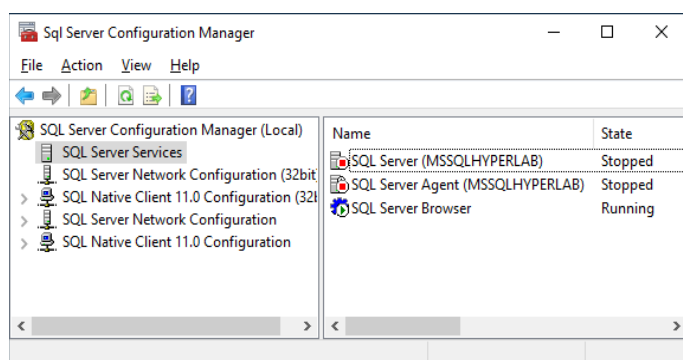 Sql Server Configuration Manager
File Action View Help
SQL Server Configuration Manager (Local)
SQL Server Services
SQL Server Network Configuration (32bit
SQL Native Client 11.0 Configuration (32b
SQL Server Network Configuration
SQL Native Client 11.0 Configuration
Name State
SQL Server (MSSQLHYPERLAB) Stopped
SQL Server Agent (MSSQLHYPERLAB) Stopped
SQL Server Browser Running